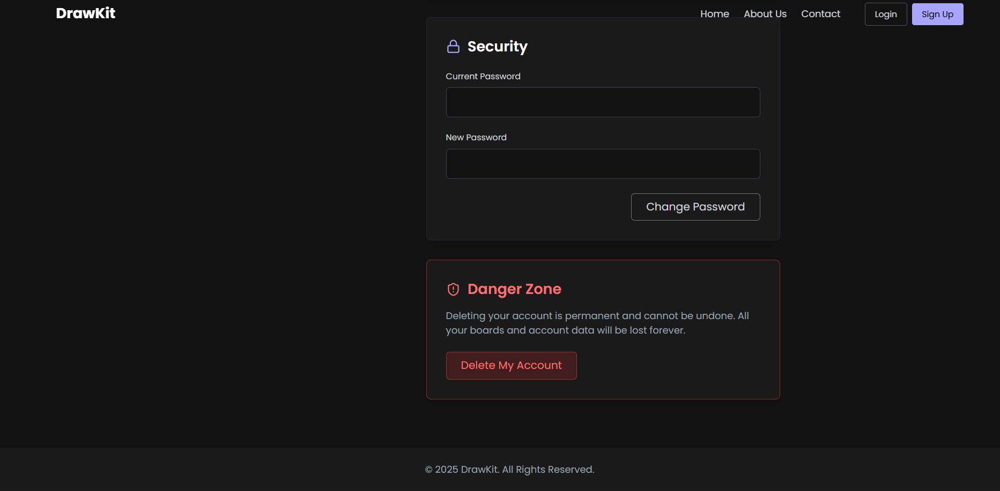 DrawKit
Home About Us Contact Login Sign Up
Security
Current Password
New Password
Change Password
Danger Zone
Deleting your account is permanent and cannot be undone. All
your boards and account data will be lost forever.
Delete My Account
© 2025 DrawKit. All Rights Reserved.